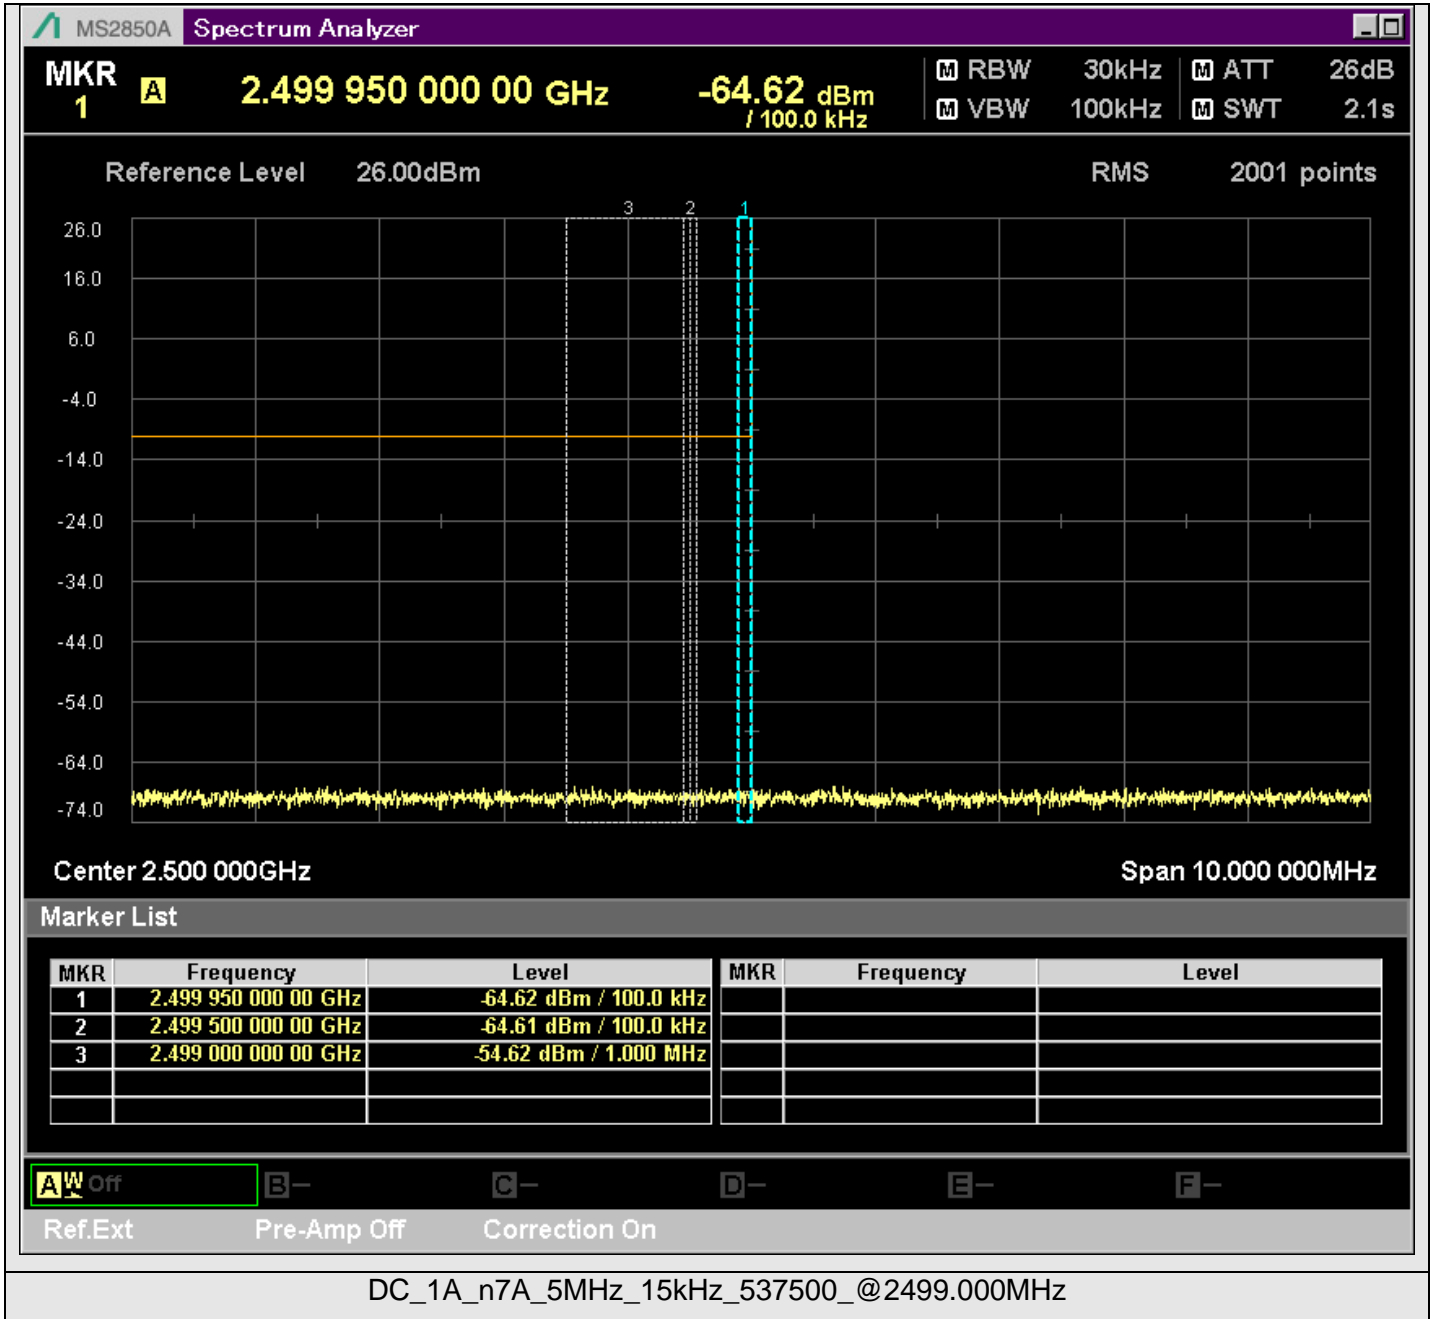 MS2850A Spectrum Analyzer
MKR 1 A 2.499 950 000 00 GHz -64.62 dBm / 100.0 kHz
M RBW 30kHz M ATT 26dB
M VBW 100kHz M SWT 2.1s
Reference Level 26.00dBm RMS 2001 points
3 2 1
26.0
16.0
6.0
-4.0
-14.0
-24.0
-34.0
-44.0
-54.0
-64.0
-74.0
Center 2.500 000GHz Span 10.000 000MHz
Marker List
MKR Frequency Level MKR Frequency Level
1 2.499 950 000 00 GHz -64.62 dBm / 100.0 kHz
2 2.499 500 000 00 GHz -64.61 dBm / 100.0 kHz
3 2.499 000 000 00 GHz -54.62 dBm / 1.000 MHz
A W Off B - C - D - E - F -
Ref.Ext Pre-Amp Off Correction On
DC_1A_n7A_5MHz_15kHz_537500_@2499.000MHz